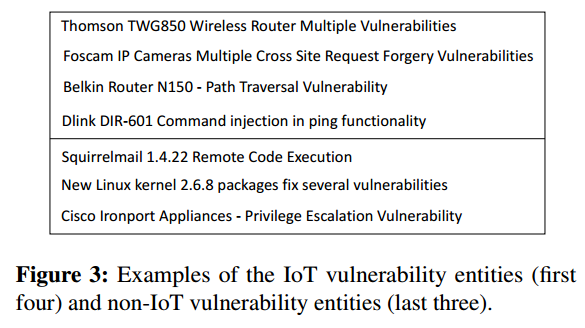 Thomson TWG850 Wireless Router Multiple Vulnerabilities
Foscam IP Cameras Multiple Cross Site Request Forgery Vulnerabilities
Belkin Router N150 - Path Traversal Vulnerability
Dlink DIR-601 Command injection in ping functionality
Squirrelmail 1.4.22 Remote Code Execution
New Linux kernel 2.6.8 packages fix several vulnerabilities
Cisco Ironport Appliances - Privilege Escalation Vulnerability
Figure 3: Examples of the IoT vulnerability entities (first
four) and non-IoT vulnerability entities (last three).